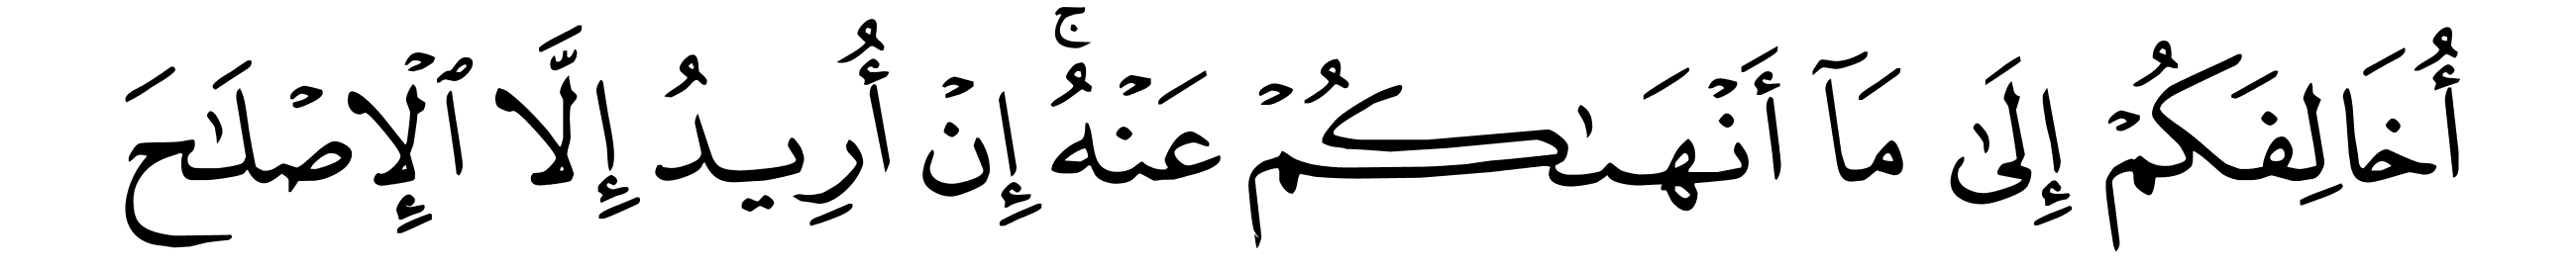 أُخَالِفَكُمْ إِلَىٰ مَآ أَنْهَىٰكُمْ عَنْهُ ۚ إِنْ أُرِيدُ إِلَّا ٱلْإِصْلَـٰحَ